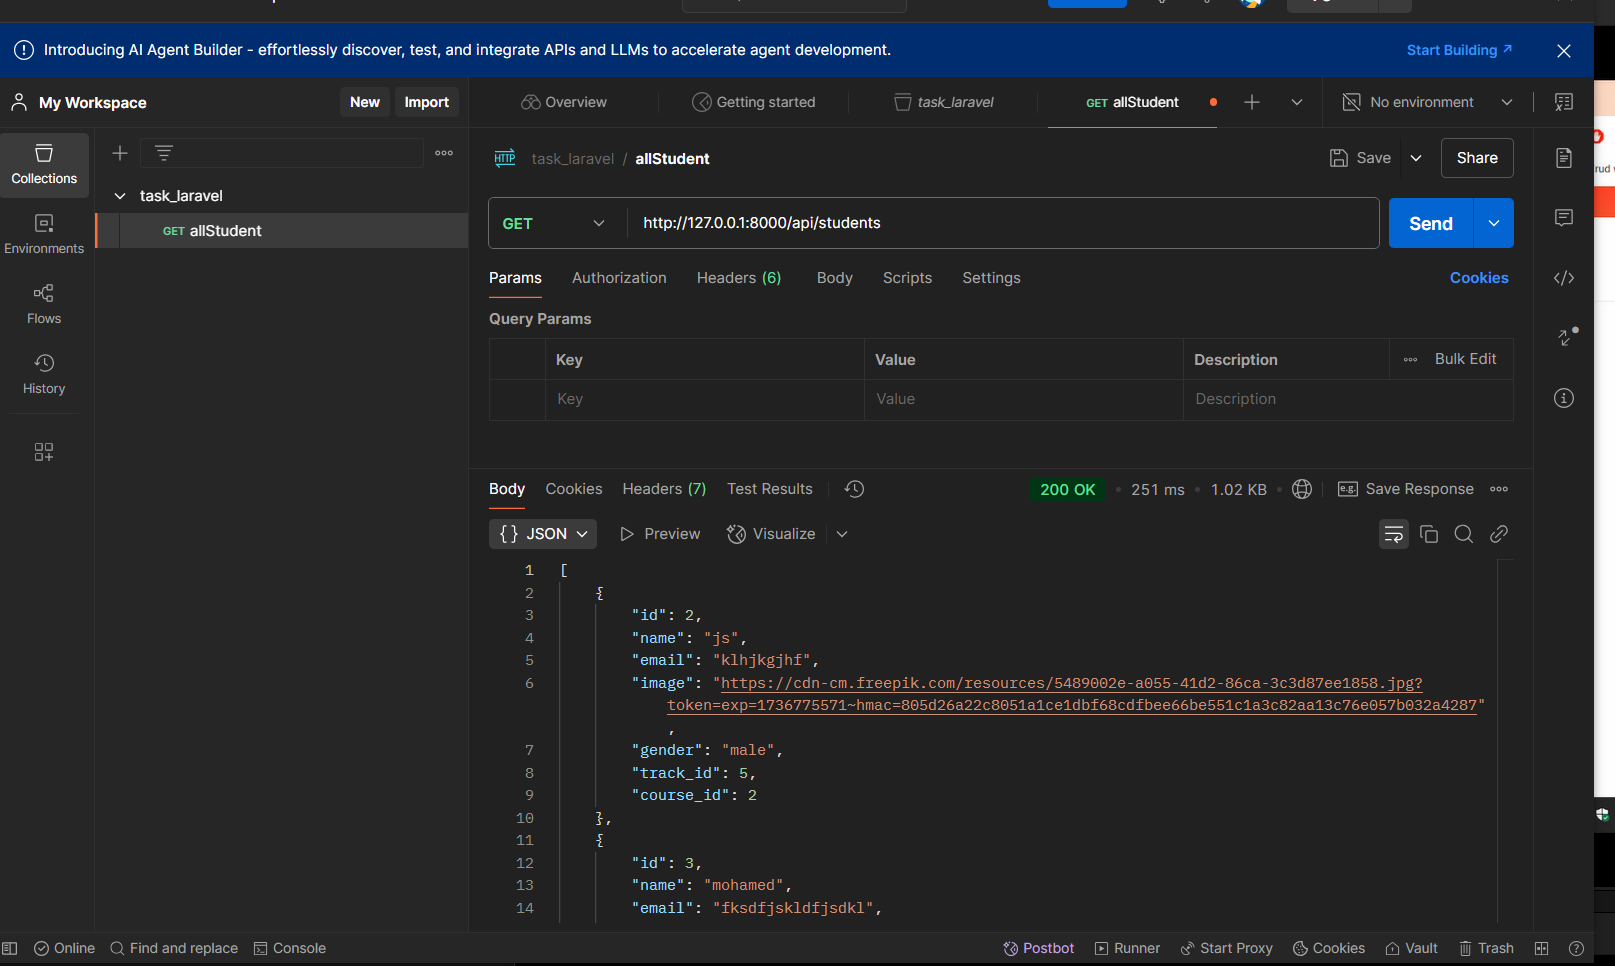 Introducing AI Agent Builder - effortlessly discover, test, and integrate APIs and LLMs to accelerate agent development.
Start Building
My Workspace
New
Import
Overview
Getting started
task_laravel
GET allStudent
No environment
Collections
Environments
Flows
History
task_laravel
GET allStudent
HTTP
task_laravel / allStudent
Save
Share
GET
http://127.0.0.1:8000/api/students
Send
Params
Authorization
Headers (6)
Body
Scripts
Settings
Cookies
Query Params
Key
Value
Description
Bulk Edit
Key
Value
Description
Body
Cookies
Headers (7)
Test Results
200 OK
251 ms
1.02 KB
e.g.
Save Response
{} JSON
Preview
Visualize
1 [
2 {
3 "id": 2,
4 "name": "js",
5 "email": "klhjkgjhf",
6 "image": "https://cdn-cm.freepik.com/resources/5489002e-a055-41d2-86ca-3c3d87ee1858.jpg?
token=exp=1736775571~hmac=805d26a22c8051a1ce1dbf68cdfbee66be551c1a3c82aa13c76e057b032a4287"
,
7 "gender": "male",
8 "track_id": 5,
9 "course_id": 2
10 },
11 {
12 "id": 3,
13 "name": "mohamed",
14 "email": "fksdfjskldfjsdkl",
Online
Find and replace
Console
Postbot
Runner
Start Proxy
Cookies
Vault
Trash